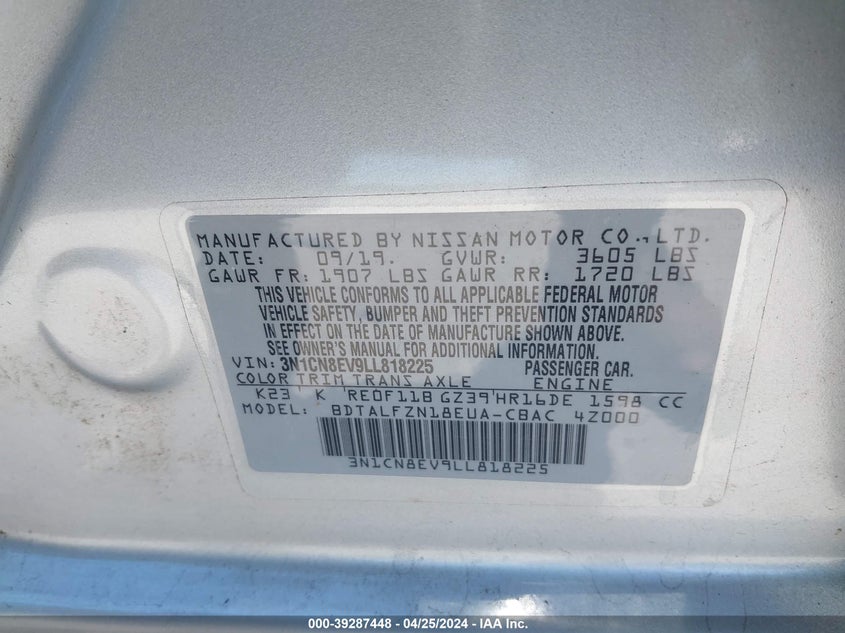 MANUFACTURED BY NISSAN MOTOR CO., LTD.
DATE: 09/19. GVWR: 3605 LBS
GAWR FR: 1907 LBS GAWR RR: 1720 LBS
THIS VEHICLE CONFORMS TO ALL APPLICABLE FEDERAL MOTOR
VEHICLE SAFETY, BUMPER AND THEFT PREVENTION STANDARDS
IN EFFECT ON THE DATE OF MANUFACTURE SHOWN ABOVE.
SEE OWNER'S MANUAL FOR ADDITIONAL INFORMATION.
VIN: 3N1CN8EV9LL818225 PASSENGER CAR.
COLOR TRIM TRANS AXLE ENGINE
K23 K RE0F11B GZ39 HR16DE 1598 CC
MODEL: BDTALFZN18EUA-CBAC 4Z000
3N1CN8EV9LL818225
000-39287448 - 04/25/2024 - IAA Inc.